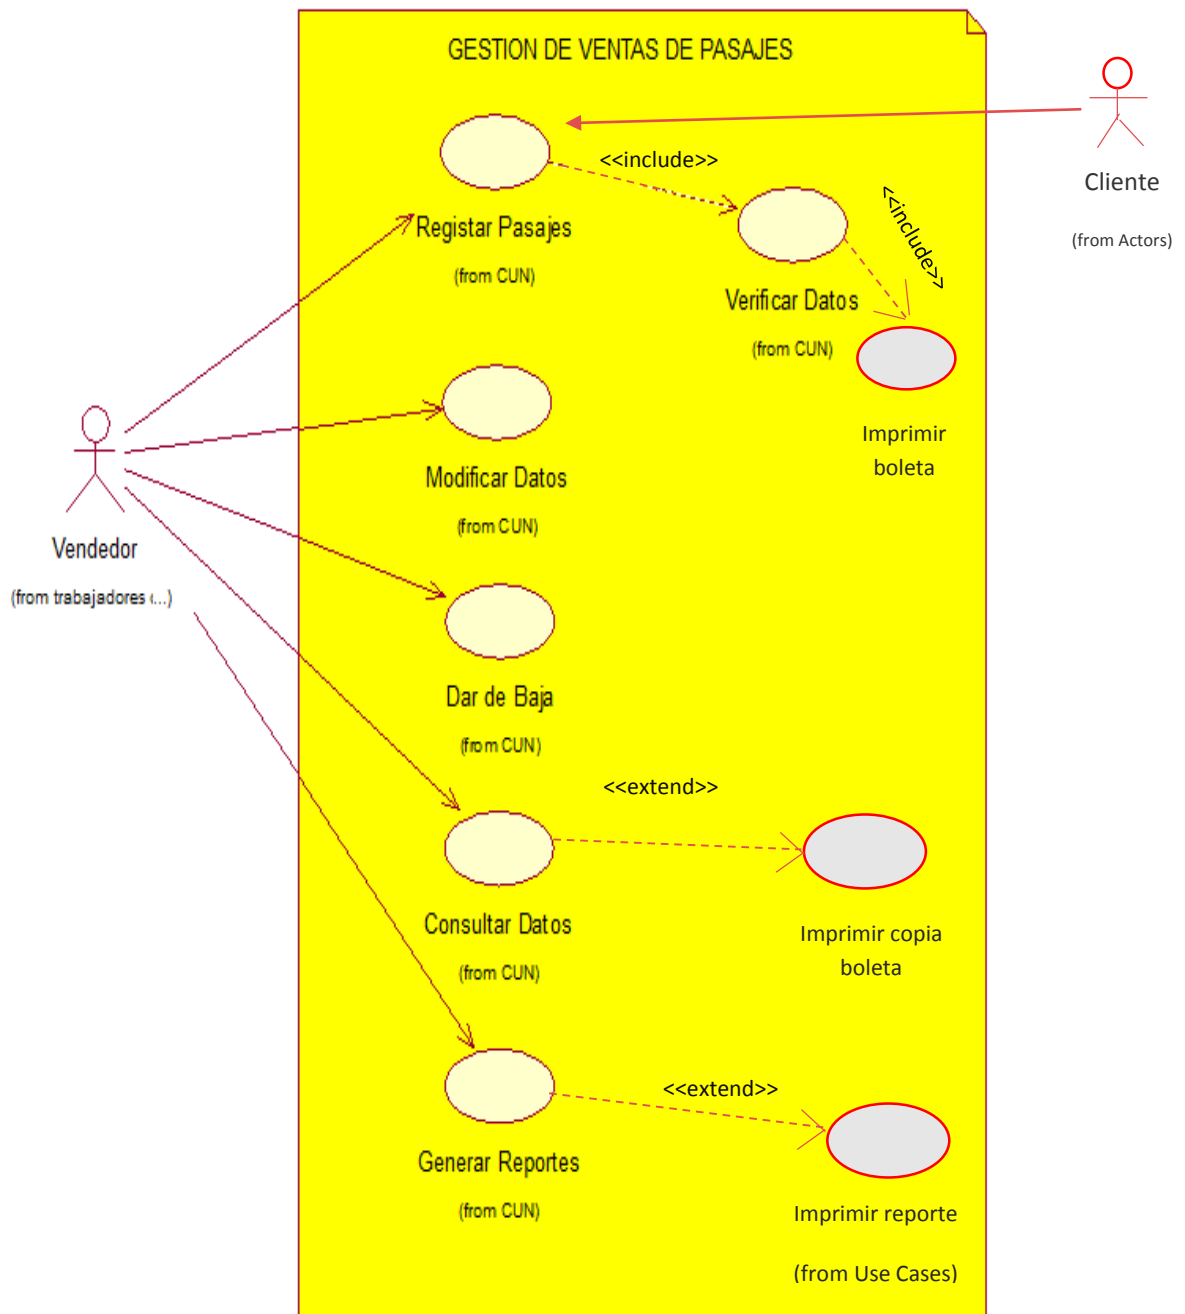 GESTION DE VENTAS DE PASAJES
Cliente
(from Actors)
<<include>>
<<include>>
Registar Pasajes
(from CUN)
Verificar Datos
(from CUN)
Imprimir
boleta
Modificar Datos
(from CUN)
Vendedor
(from trabajadores (...)
Dar de Baja
(from CUN)
<<extend>>
Consultar Datos
(from CUN)
Imprimir copia
boleta
<<extend>>
Generar Reportes
(from CUN)
Imprimir reporte
(from Use Cases)